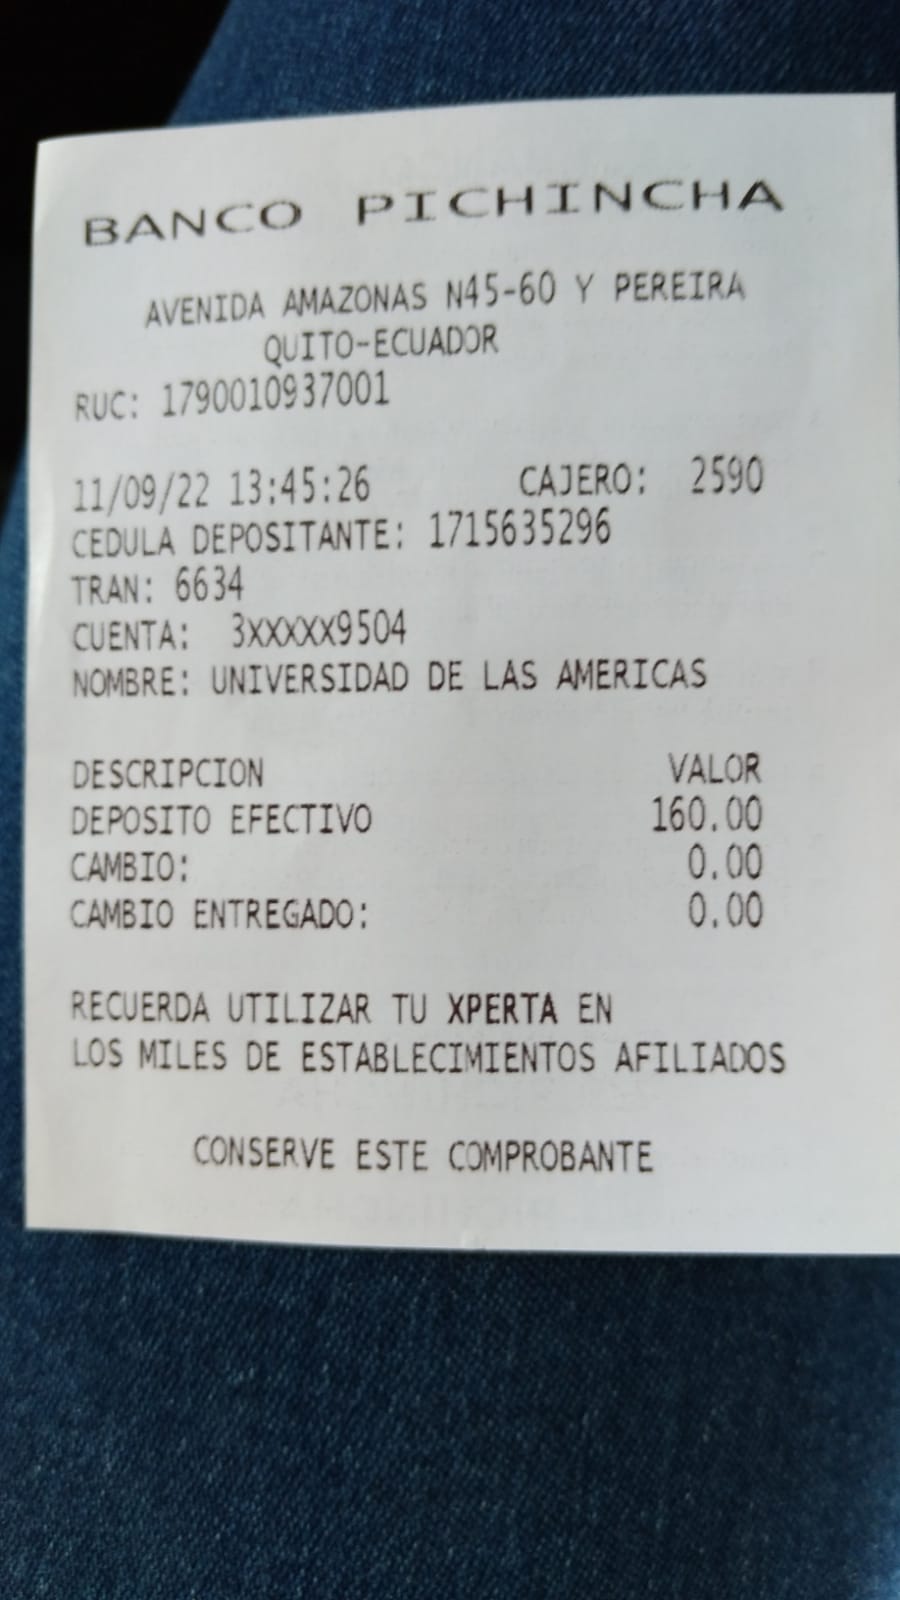 BANCO PICHINCHA
AVENIDA AMAZONAS N45-60 Y PEREIRA
QUITO-ECUADOR
RUC: 1790010937001
11/09/22 13:45:26 CAJERO: 2590
CEDULA DEPOSITANTE: 1715635296
TRAN: 6634
CUENTA: 3XXXXX9504
NOMBRE: UNIVERSIDAD DE LAS AMERICAS
DESCRIPCION VALOR
DEPOSITO EFECTIVO 160.00
CAMBIO: 0.00
CAMBIO ENTREGADO: 0.00
RECUERDA UTILIZAR TU XPERTA EN
LOS MILES DE ESTABLECIMIENTOS AFILIADOS
CONSERVE ESTE COMPROBANTE